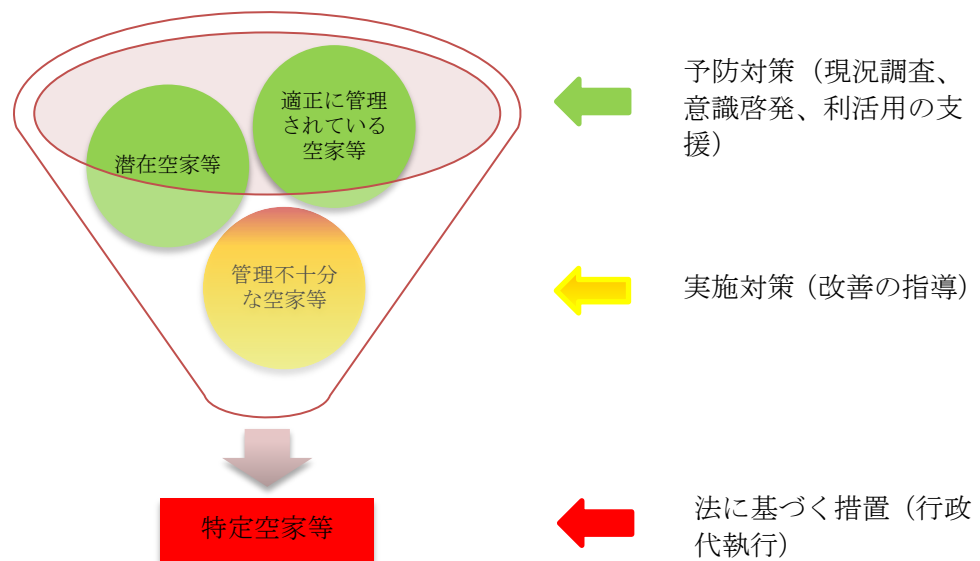 適正に管理
されている
空家等
潜在空家等
管理不十分
な空家等
特定空家等
予防対策（現況調査、
意識啓発、利活用の支
援）
実施対策（改善の指導）
法に基づく措置（行政
代執行）